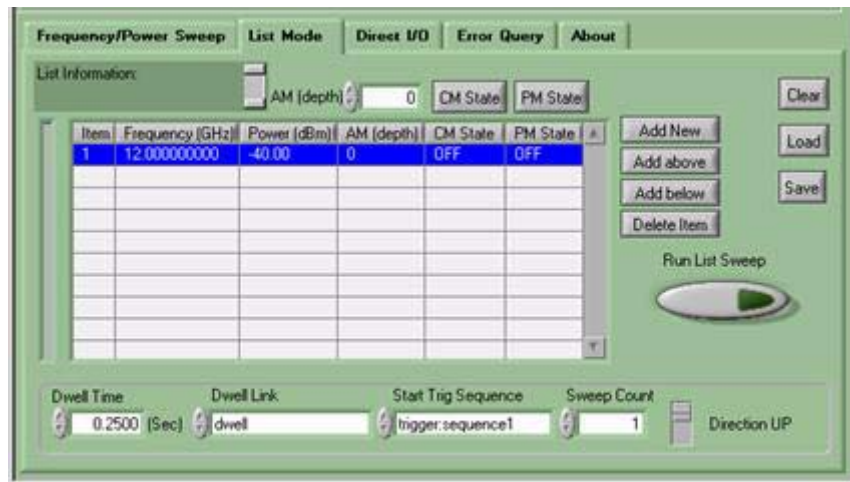 Frequency/Power Sweep List Mode Direct I/O Error Query About
List Information:
AM (depth) 0 CM State PM State Clear
Item Frequency (GHz) Power (dBm) AM (depth) CM State PM State Add New Load
1 12.000000000 -40.00 0 OFF OFF Add above
Add below Save
Delete Item
Run List Sweep
Dwell Time Dwell Link Start Trig Sequence Sweep Count
0.2500 (Sec) dwell trigger:sequence1 1 Direction UP